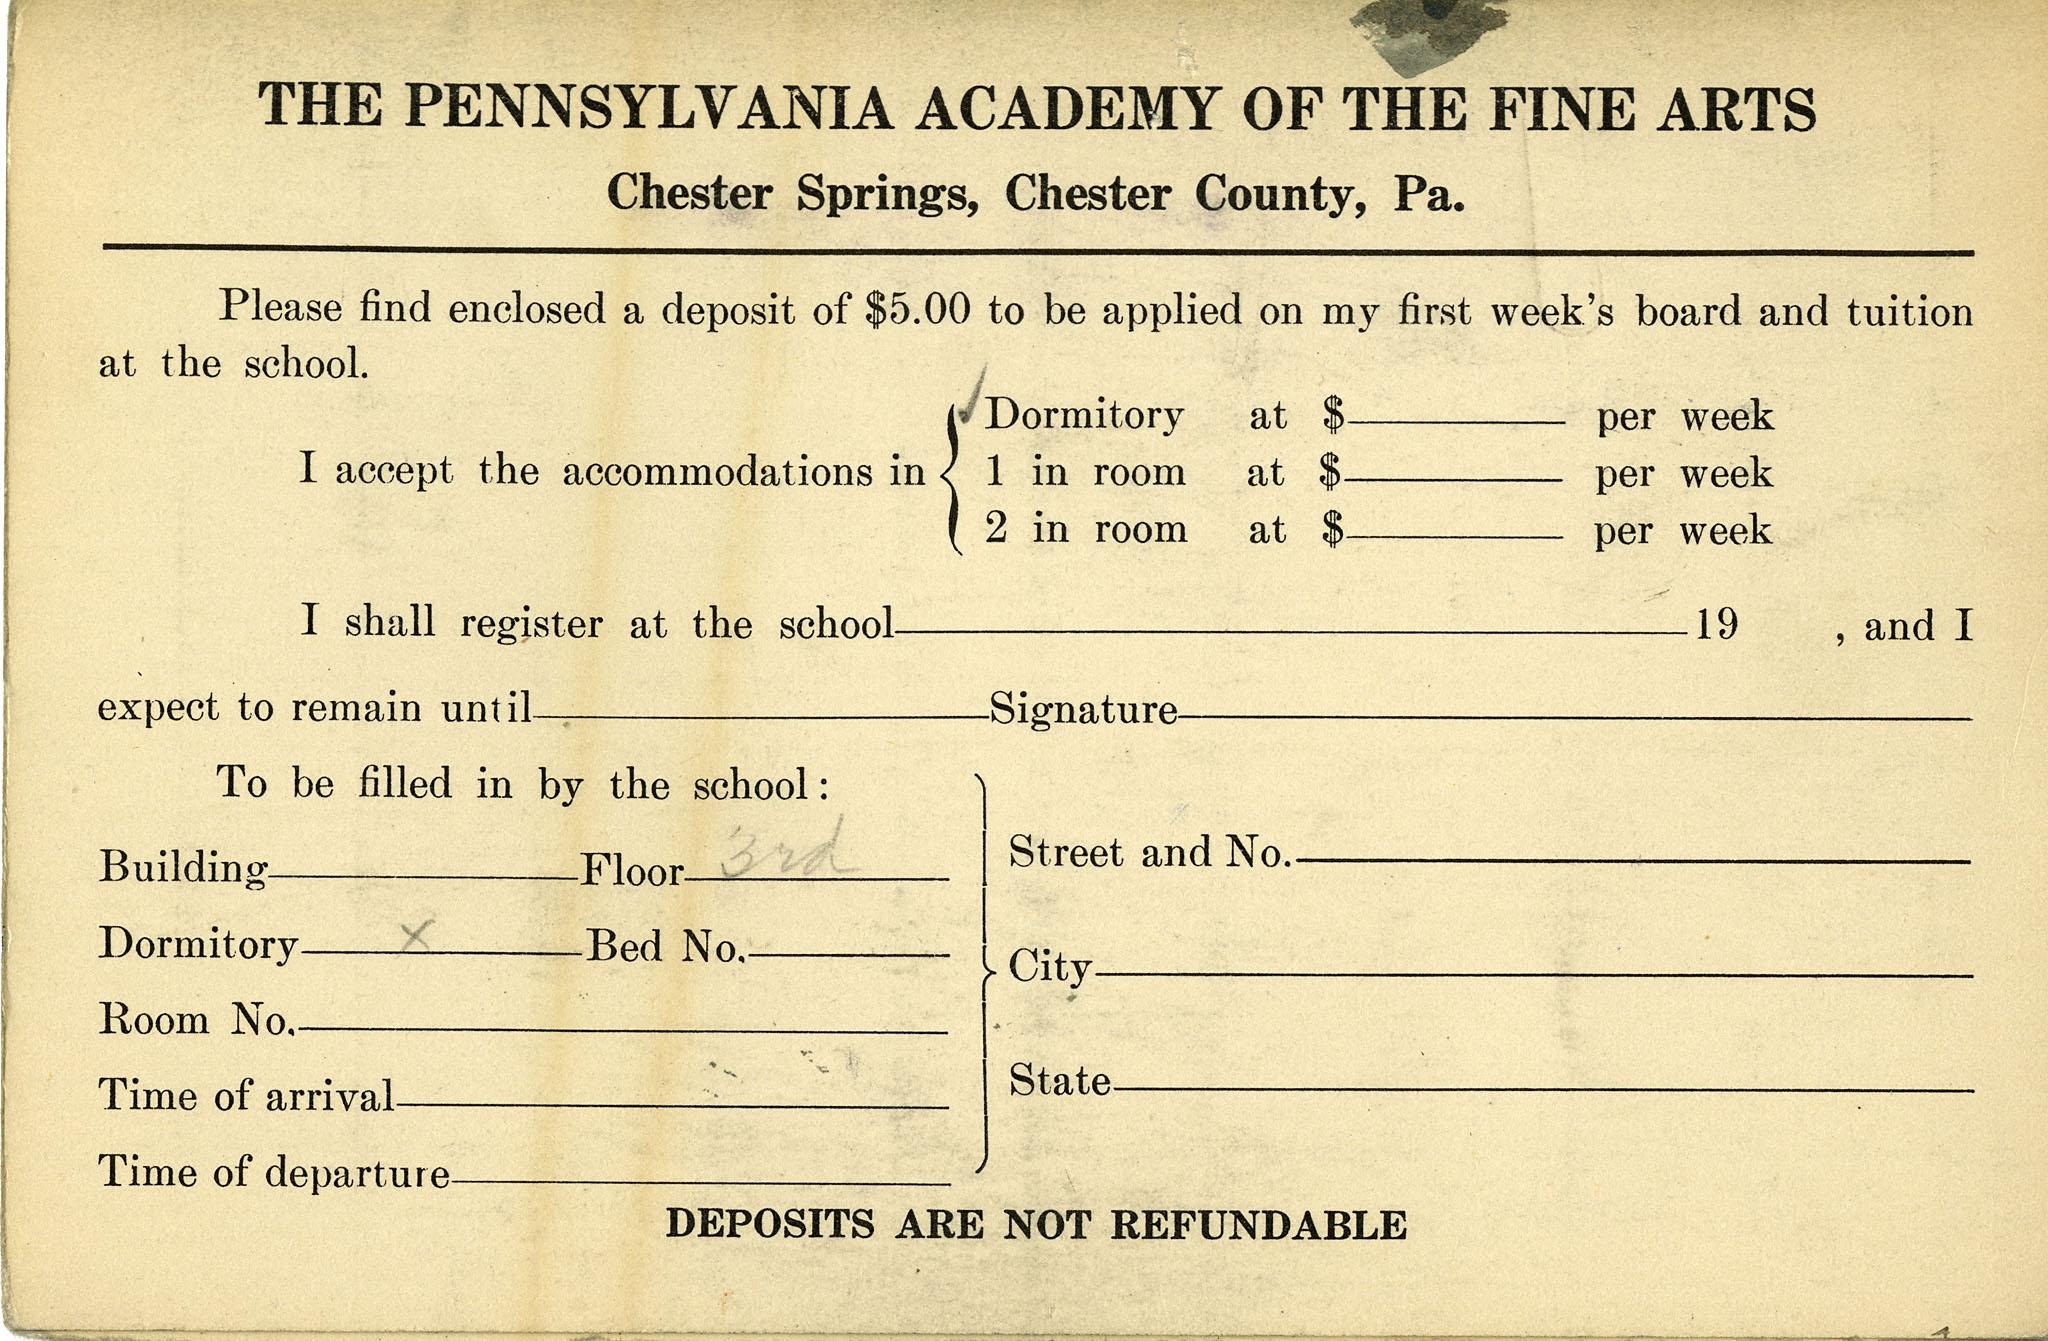 THE PENNSYLVANIA ACADEMY OF THE FINE ARTS
Chester Springs, Chester County, Pa.
Please find enclosed a deposit of $5.00 to be applied on my first week's board and tuition
at the school.
✓ Dormitory at $ per week
I accept the accommodations in 1 in room at $ per week
2 in room at $ per week
I shall register at the school 19 , and I
expect to remain until Signature
To be filled in by the school:
Building Floor 3rd
Street and No.
Dormitory x Bed No.
City
Room No.
Time of arrival
State
Time of departure
DEPOSITS ARE NOT REFUNDABLE